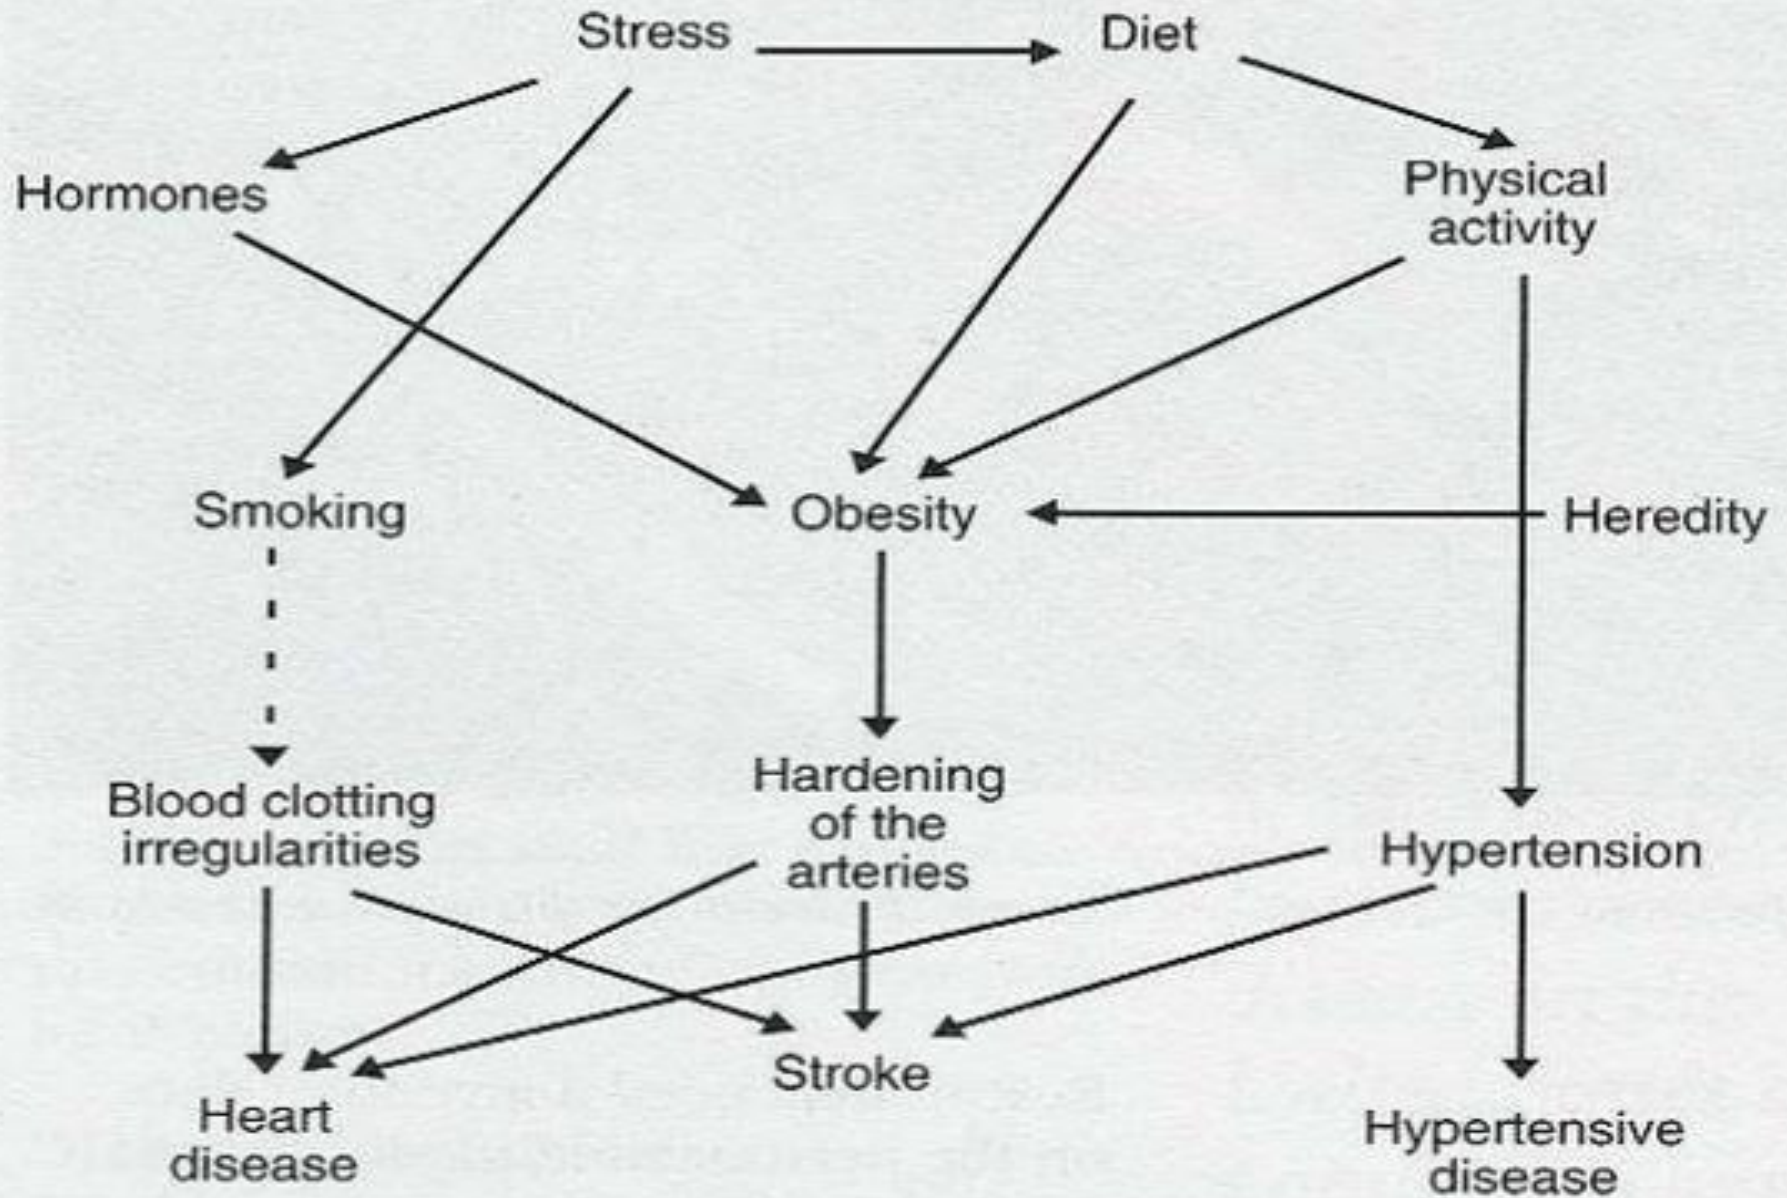 Stress
Diet
Hormones
Physical
activity
Smoking
Obesity
Heredity
Blood clotting
irregularities
Hardening
of the
arteries
Hypertension
Heart
disease
Stroke
Hypertensive
disease